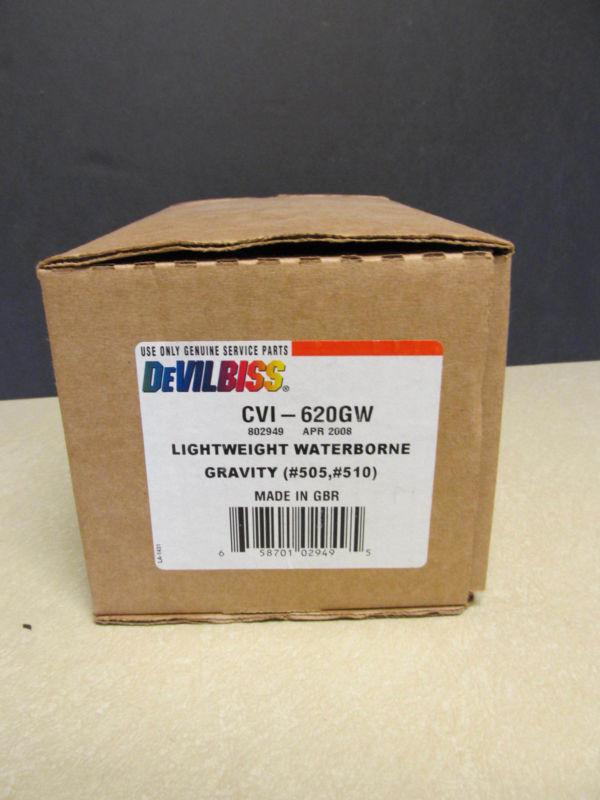 USE ONLY GENUINE SERVICE PARTS
DEVILBISS®
CVI-620GW
802949 APR 2008
LIGHTWEIGHT WATERBORNE
GRAVITY (#505,#510)
MADE IN GBR
6 58701 02949 5
LA-1431